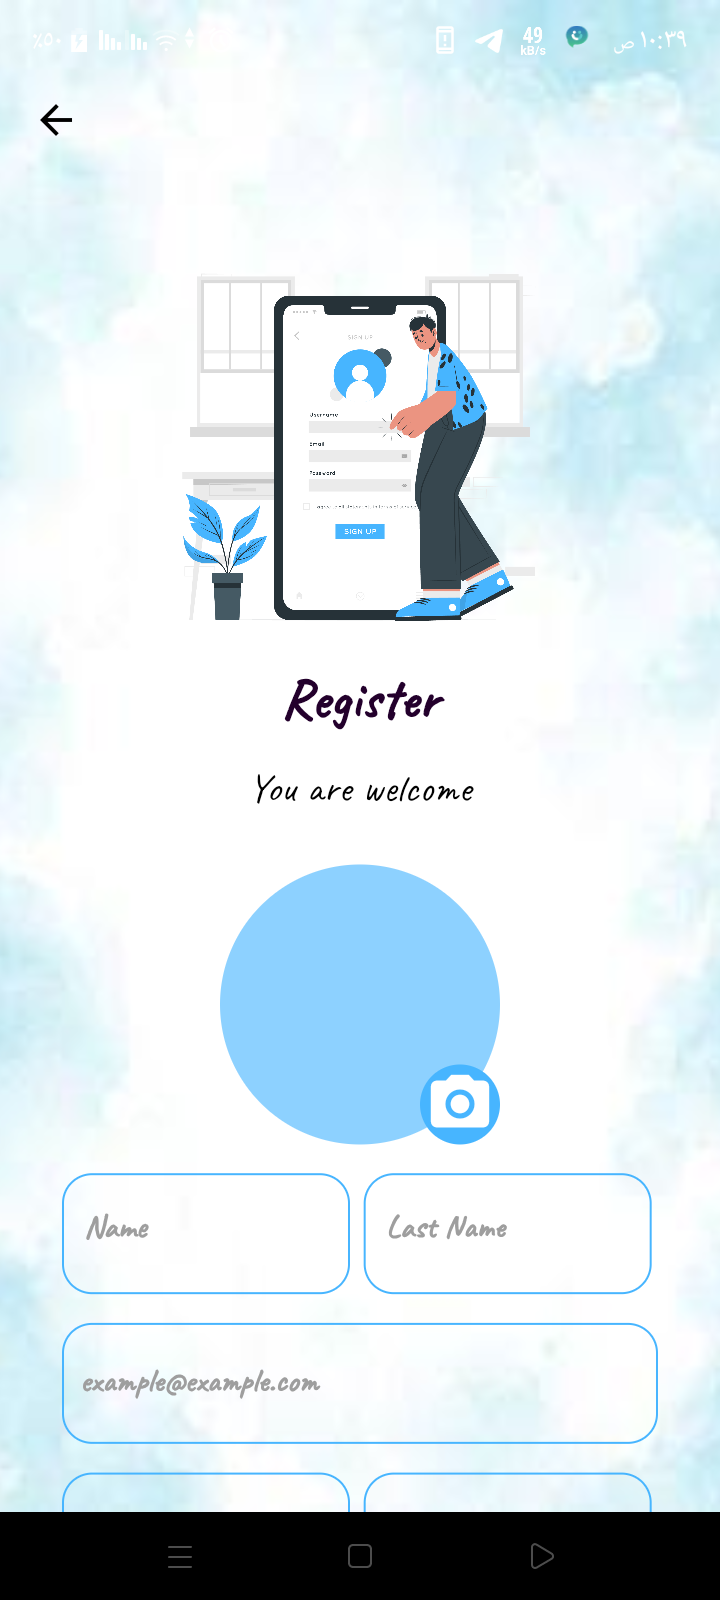 ٪٥٠ 49 kB/s ١٠:٣٩ ص
SIGN UP
Username
Email
Password
SIGN UP
Register
You are welcome
Name Last Name
example@example.com